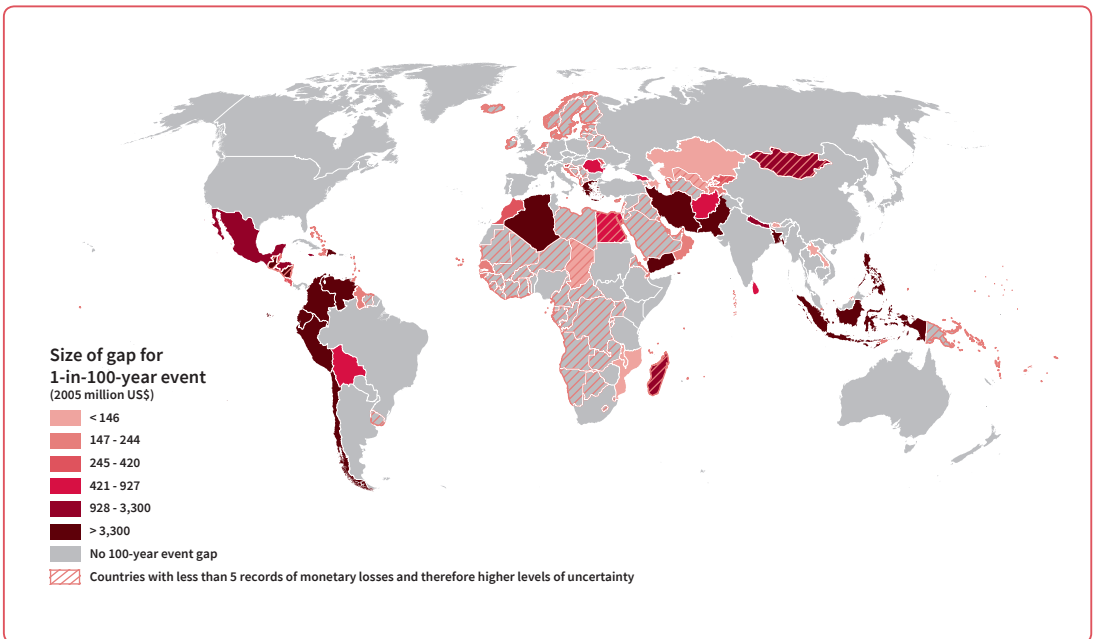 Size of gap for
1-in-100-year event
(2005 million US$)
< 146
147 - 244
245 - 420
421 - 927
928 - 3,300
> 3,300
No 100-year event gap
Countries with less than 5 records of monetary losses and therefore higher levels of uncertainty